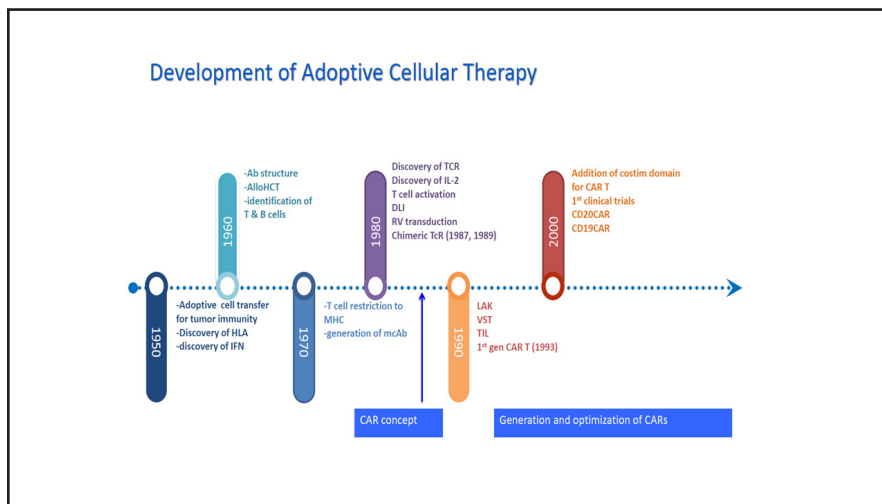 Development of Adoptive Cellular Therapy
-Ab structure
-AlloHCT
-identification of
T & B cells
1960
Discovery of TCR
Discovery of IL-2
T cell activation
DLI
RV transduction
Chimeric TcR (1987, 1989)
1980
Addition of costim domain
for CAR T
1st clinical trials
CD20CAR
CD19CAR
2000
1950
-Adoptive cell transfer
for tumor immunity
-Discovery of HLA
-discovery of IFN
1970
-T cell restriction to
MHC
-generation of mcAb
1990
LAK
VST
TIL
1st gen CAR T (1993)
CAR concept
Generation and optimization of CARs